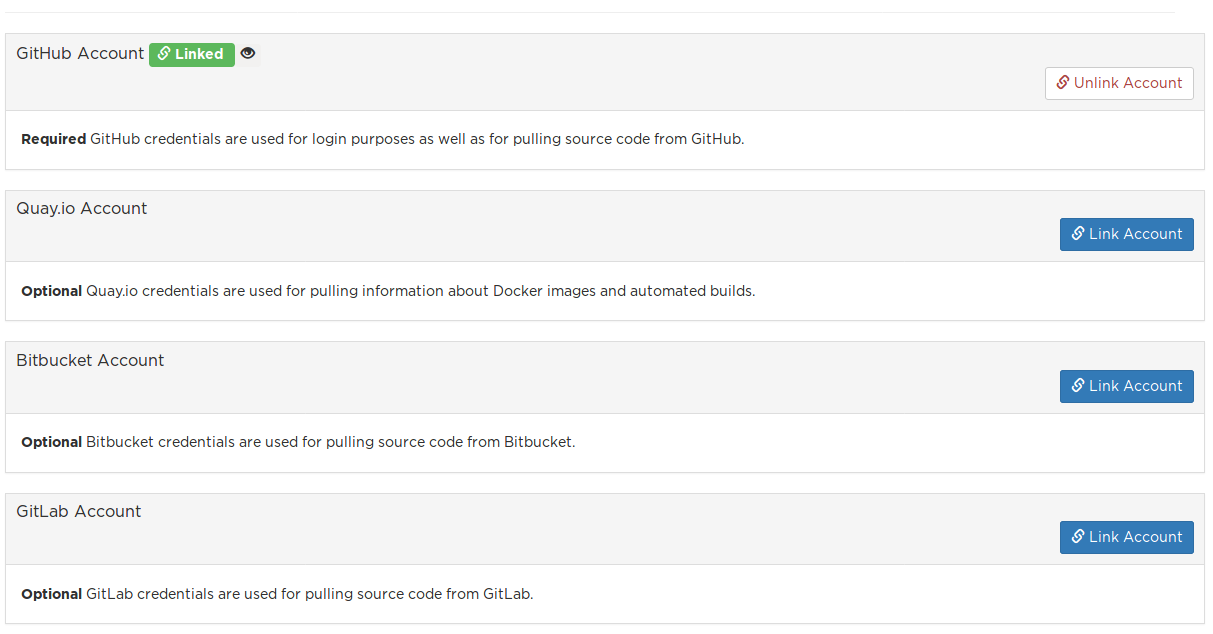 GitHub Account Linked
Unlink Account
Required GitHub credentials are used for login purposes as well as for pulling source code from GitHub.
Quay.io Account
Link Account
Optional Quay.io credentials are used for pulling information about Docker images and automated builds.
Bitbucket Account
Link Account
Optional Bitbucket credentials are used for pulling source code from Bitbucket.
GitLab Account
Link Account
Optional GitLab credentials are used for pulling source code from GitLab.